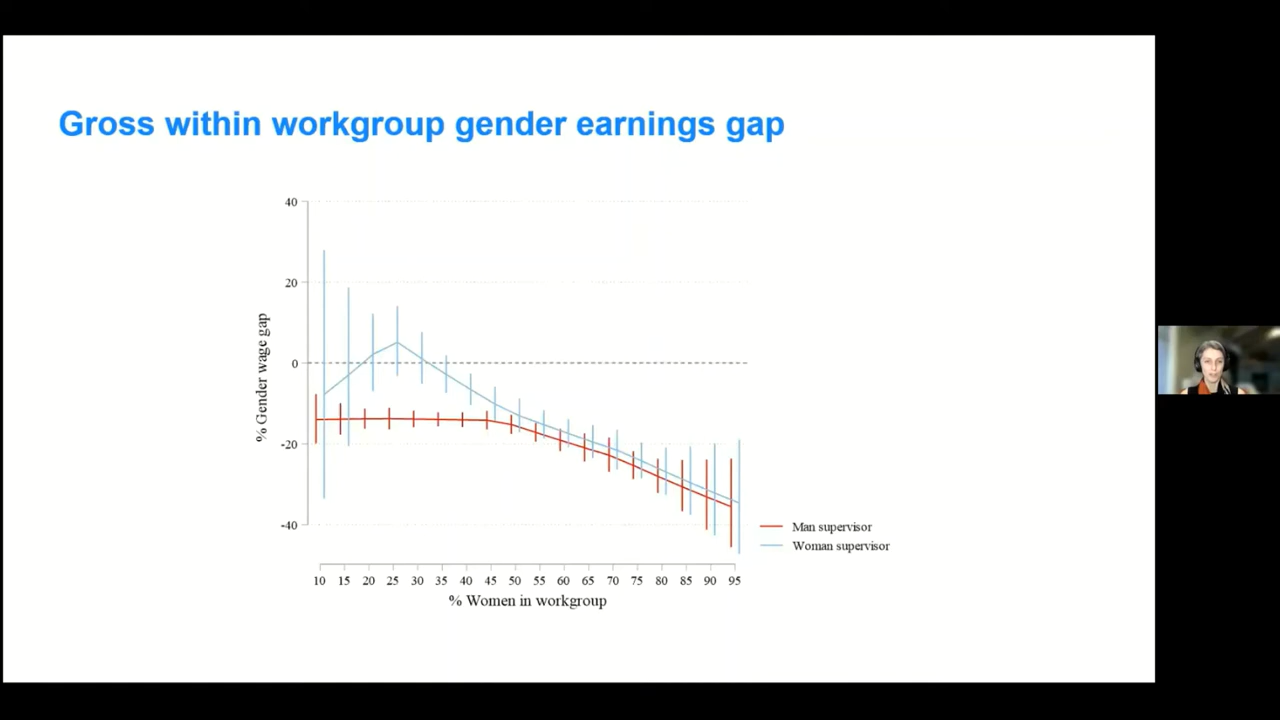 Gross within workgroup gender earnings gap
40
20
0
-20
-40
% Gender wage gap
10 15 20 25 30 35 40 45 50 55 60 65 70 75 80 85 90 95
% Women in workgroup
Man supervisor
Woman supervisor